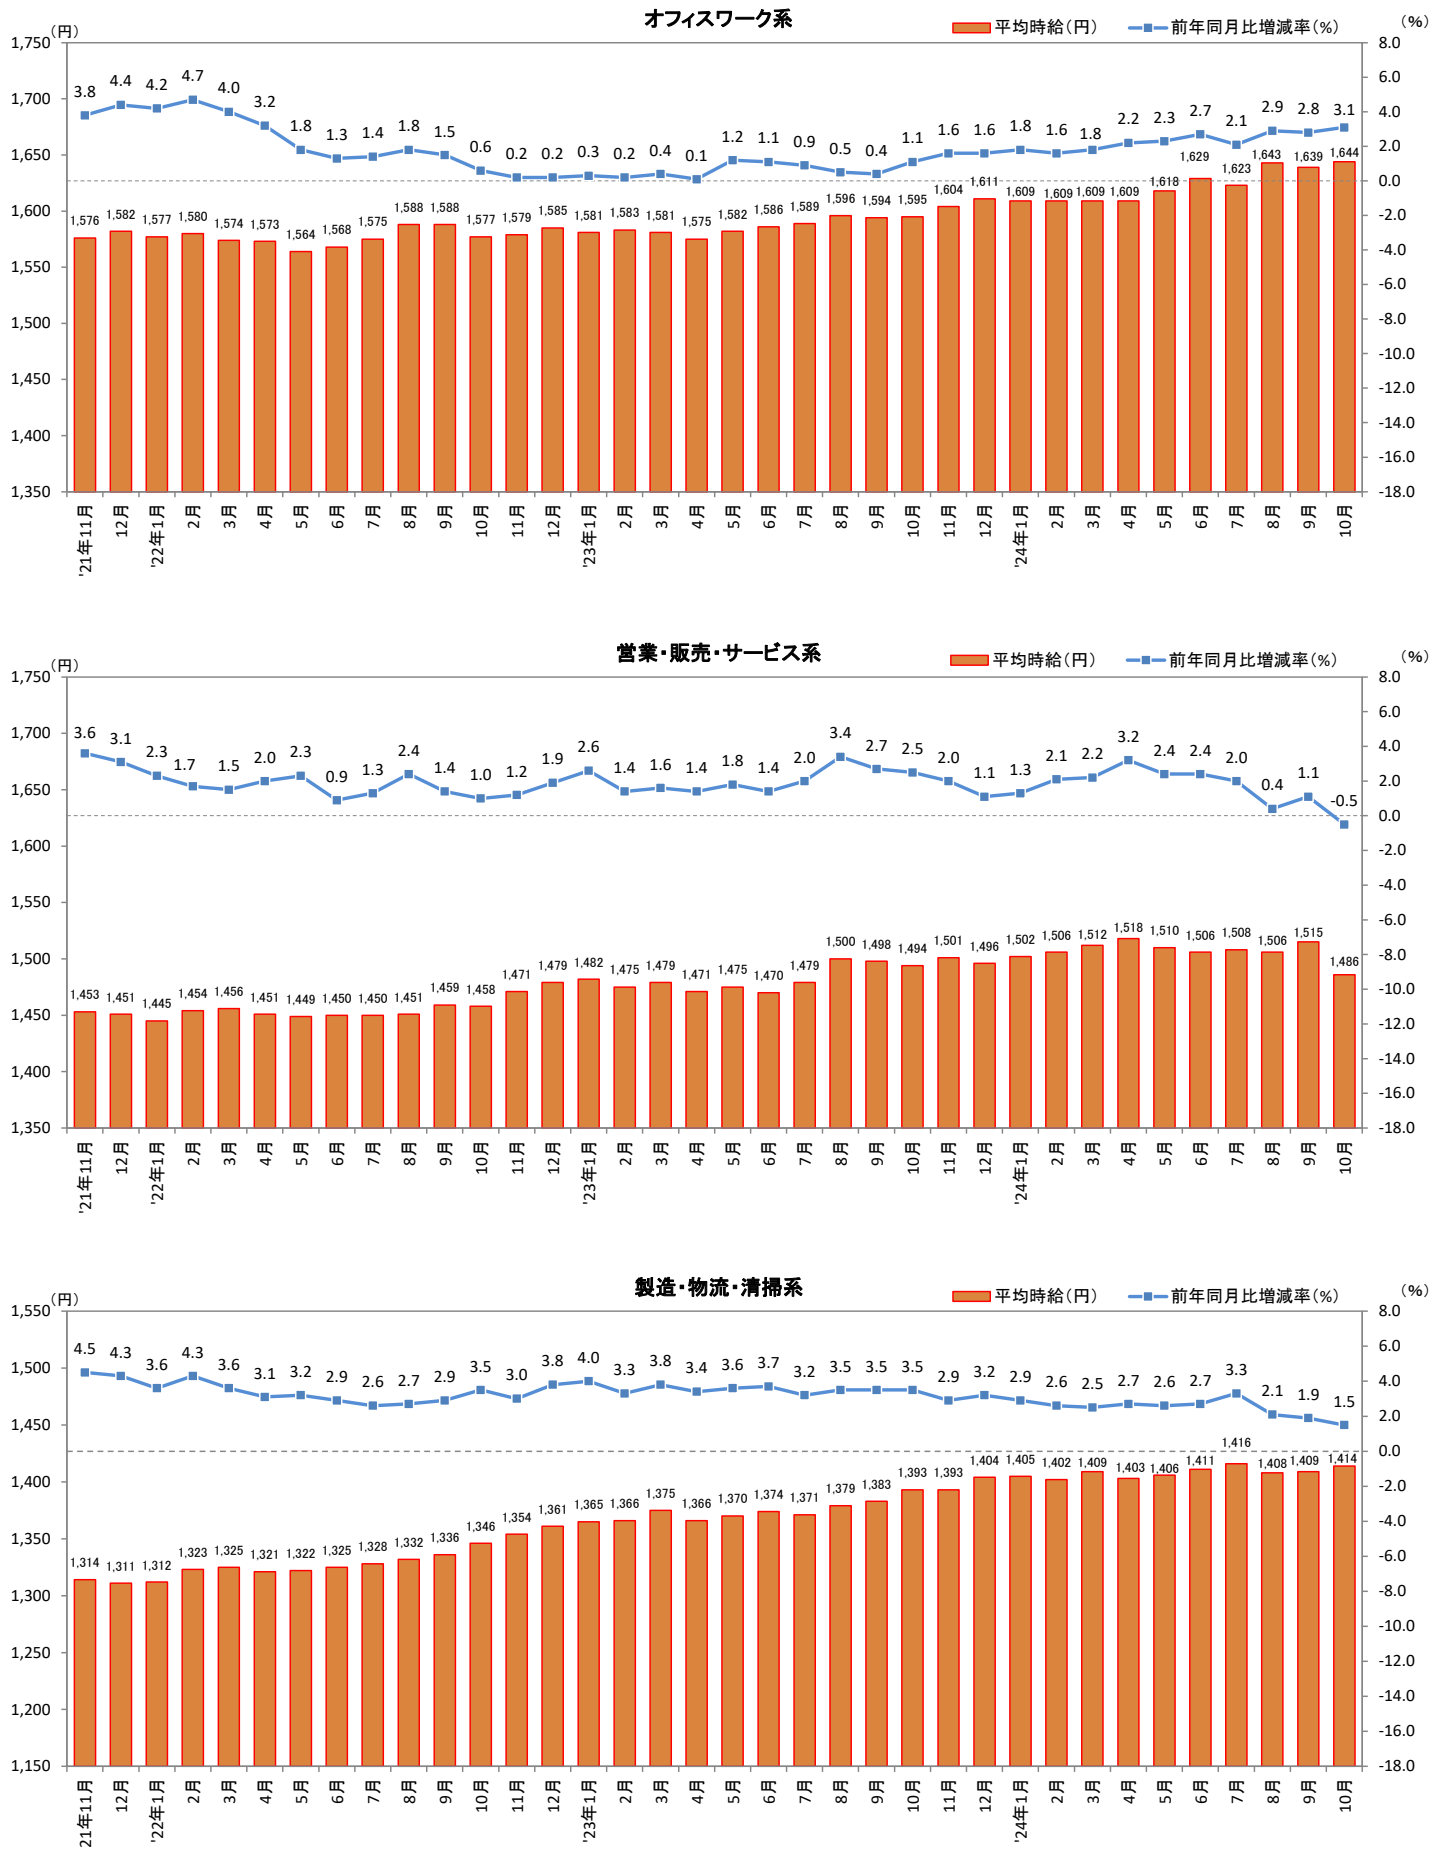 オフィスワーク系
(円) 平均時給(円) 前年同月比増減率(%) (%)
1,750 1,700 1,650 1,600 1,550 1,500 1,450 1,400 1,350
8.0 6.0 4.0 2.0 0.0 -2.0 -4.0 -6.0 -8.0 -10.0 -12.0 -14.0 -16.0 -18.0
3.8 4.4 4.2 4.7 4.0 3.2 1.8 1.3 1.4 1.8 1.5 0.6 0.2 0.2 0.3 0.2 0.4 0.1 1.2 1.1 0.9 0.5 0.4 1.1 1.6 1.6 1.8 1.6 1.8 2.2 2.3 2.7 2.1 2.9 2.8 3.1
1,576 1,582 1,577 1,580 1,574 1,573 1,564 1,568 1,575 1,588 1,588 1,577 1,579 1,585 1,581 1,583 1,581 1,575 1,582 1,586 1,589 1,596 1,594 1,595 1,604 1,611 1,609 1,609 1,609 1,609 1,618 1,629 1,623 1,643 1,639 1,644
'21年11月 12月 '22年1月 2月 3月 4月 5月 6月 7月 8月 9月 10月 11月 12月 '23年1月 2月 3月 4月 5月 6月 7月 8月 9月 10月 11月 12月 '24年1月 2月 3月 4月 5月 6月 7月 8月 9月 10月
営業・販売・サービス系
(円) 平均時給(円) 前年同月比増減率(%) (%)
1,750 1,700 1,650 1,600 1,550 1,500 1,450 1,400 1,350
8.0 6.0 4.0 2.0 0.0 -2.0 -4.0 -6.0 -8.0 -10.0 -12.0 -14.0 -16.0 -18.0
3.6 3.1 2.3 1.7 1.5 2.0 2.3 0.9 1.3 2.4 1.4 1.0 1.2 1.9 2.6 1.4 1.6 1.4 1.8 1.4 2.0 3.4 2.7 2.5 2.0 1.1 1.3 2.1 2.2 3.2 2.4 2.4 2.0 0.4 1.1 -0.5
1,453 1,451 1,445 1,454 1,456 1,451 1,449 1,450 1,450 1,451 1,459 1,458 1,471 1,479 1,482 1,475 1,479 1,471 1,475 1,470 1,479 1,500 1,498 1,494 1,501 1,496 1,502 1,506 1,512 1,518 1,510 1,506 1,508 1,506 1,515 1,486
'21年11月 12月 '22年1月 2月 3月 4月 5月 6月 7月 8月 9月 10月 11月 12月 '23年1月 2月 3月 4月 5月 6月 7月 8月 9月 10月 11月 12月 '24年1月 2月 3月 4月 5月 6月 7月 8月 9月 10月
製造・物流・清掃系
(円) 平均時給(円) 前年同月比増減率(%) (%)
1,550 1,500 1,450 1,400 1,350 1,300 1,250 1,200 1,150
8.0 6.0 4.0 2.0 0.0 -2.0 -4.0 -6.0 -8.0 -10.0 -12.0 -14.0 -16.0 -18.0
4.5 4.3 3.6 4.3 3.6 3.1 3.2 2.9 2.6 2.7 2.9 3.5 3.0 3.8 4.0 3.3 3.8 3.4 3.6 3.7 3.2 3.5 3.5 3.5 2.9 3.2 2.9 2.6 2.5 2.7 2.6 2.7 3.3 2.1 1.9 1.5
1,314 1,311 1,312 1,323 1,325 1,321 1,322 1,325 1,328 1,332 1,336 1,346 1,354 1,361 1,365 1,366 1,375 1,366 1,370 1,374 1,371 1,379 1,383 1,393 1,393 1,404 1,405 1,402 1,409 1,403 1,406 1,411 1,416 1,408 1,409 1,414
21年11月 12月 '22年1月 2月 3月 4月 5月 6月 7月 8月 9月 10月 11月 12月 '23年1月 2月 3月 4月 5月 6月 7月 8月 9月 10月 11月 12月 '24年1月 2月 3月 4月 5月 6月 7月 8月 9月 10月